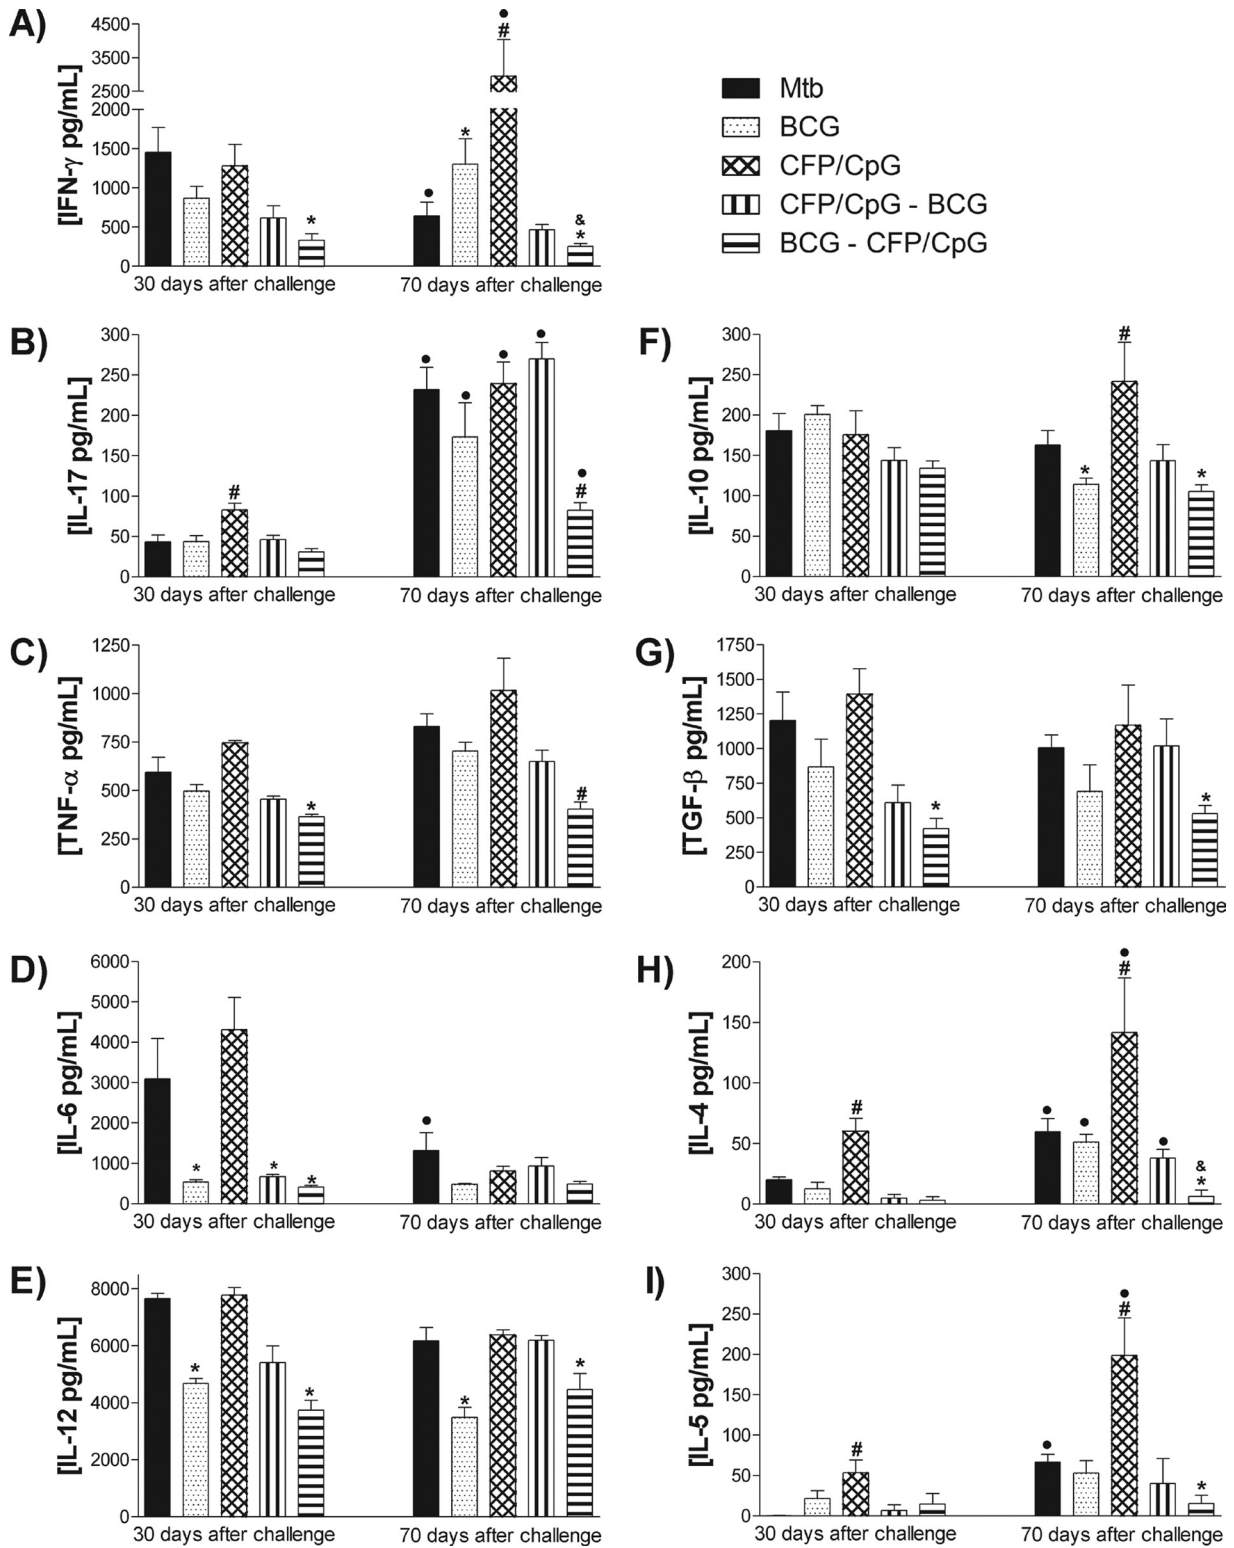 A)
[IFN-γ pg/mL]
4500
3500
2500
2000
1500
1000
500
0
●
#
*
●
*
&
*
30 days after challenge
70 days after challenge
Mtb
BCG
CFP/CpG
CFP/CpG - BCG
BCG - CFP/CpG
B)
[IL-17 pg/mL]
300
250
200
150
100
50
0
#
●
●
●
●
●
#
30 days after challenge
70 days after challenge
F)
[IL-10 pg/mL]
300
250
200
150
100
50
0
*
#
*
30 days after challenge
70 days after challenge
C)
[TNF-α pg/mL]
1250
1000
750
500
250
0
*
#
30 days after challenge
70 days after challenge
G)
[TGF-β pg/mL]
1750
1500
1250
1000
750
500
250
0
*
*
30 days after challenge
70 days after challenge
D)
[IL-6 pg/mL]
6000
5000
4000
3000
2000
1000
0
*
*
*
●
30 days after challenge
70 days after challenge
H)
[IL-4 pg/mL]
200
150
100
50
0
#
●
●
●
#
●
&
*
30 days after challenge
70 days after challenge
E)
[IL-12 pg/mL]
8000
6000
4000
2000
0
*
*
*
*
30 days after challenge
70 days after challenge
I)
[IL-5 pg/mL]
300
250
200
150
100
50
0
#
●
●
#
*
30 days after challenge
70 days after challenge